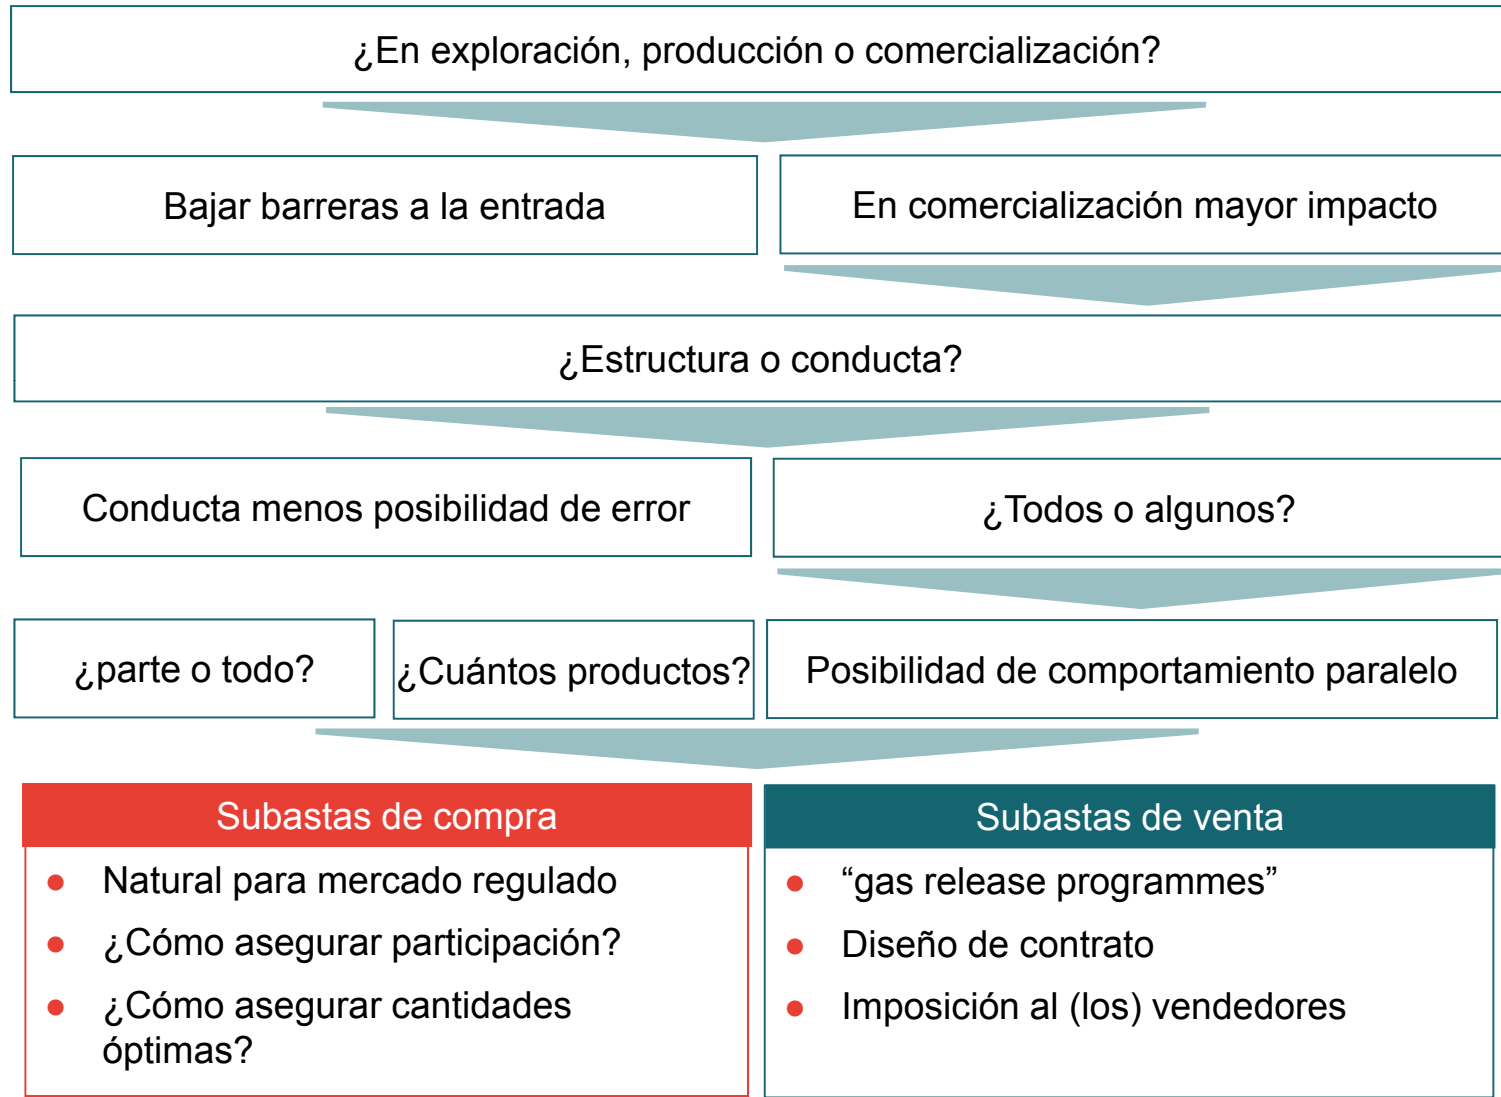 ¿En exploración, producción o comercialización?
Bajar barreras a la entrada
En comercialización mayor impacto
¿Estructura o conducta?
Conducta menos posibilidad de error
¿Todos o algunos?
¿parte o todo?
¿Cuántos productos?
Posibilidad de comportamiento paralelo
Subastas de compra
● Natural para mercado regulado
● ¿Cómo asegurar participación?
● ¿Cómo asegurar cantidades
óptimas?
Subastas de venta
● “gas release programmes”
● Diseño de contrato
● Imposición al (los) vendedores